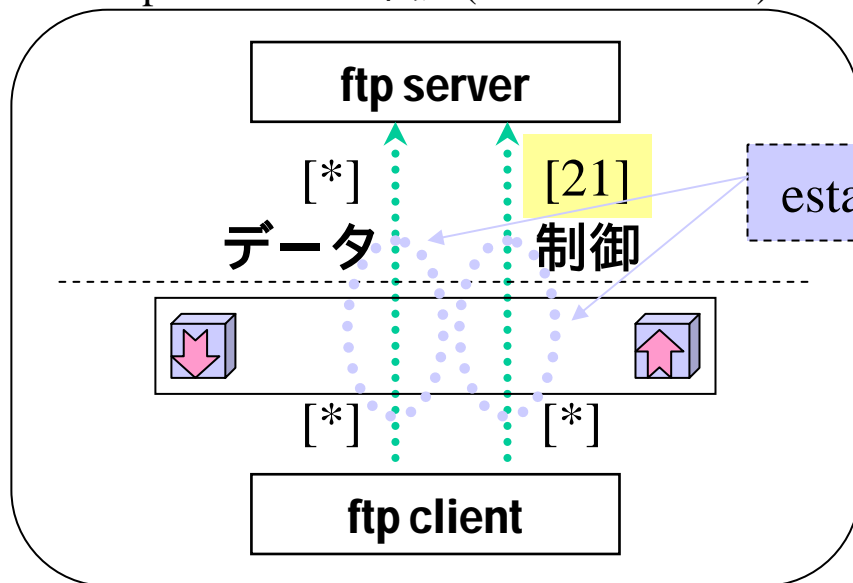 ftp server
[*] [21]
データ 制御
esta
[*] [*]
ftp client